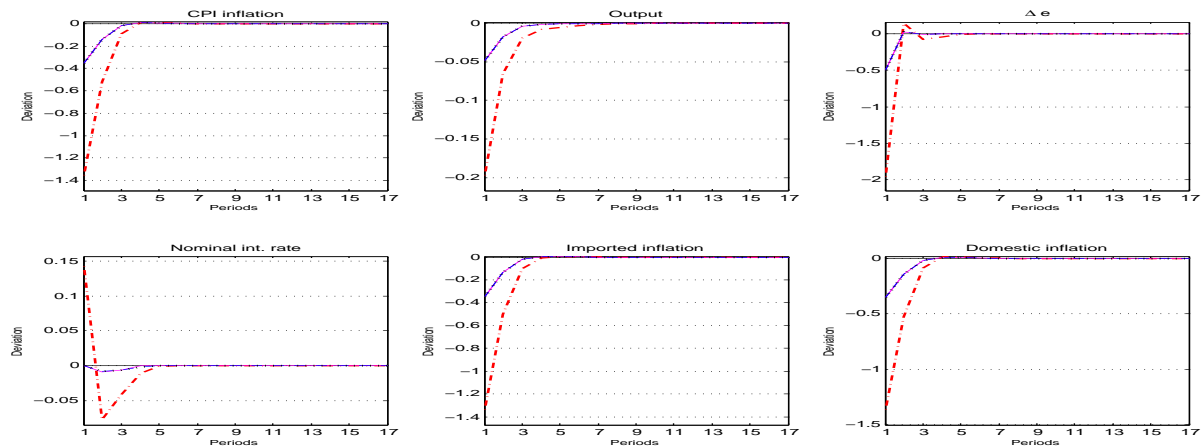 CPI inflation
0
−0.2
−0.4
−0.6
−0.8
−1
−1.2
−1.4
Deviation
1 3 5 7 9 11 13 15 17
Periods
Output
0
−0.05
−0.1
−0.15
−0.2
Deviation
1 3 5 7 9 11 13 15 17
Periods
Δ e
0
−0.5
−1
−1.5
−2
Deviation
1 3 5 7 9 11 13 15 17
Periods
Nominal int. rate
0.15
0.1
0.05
0
−0.05
Deviation
1 3 5 7 9 11 13 15 17
Periods
Imported inflation
0
−0.2
−0.4
−0.6
−0.8
−1
−1.2
−1.4
Deviation
1 3 5 7 9 11 13 15 17
Periods
Domestic inflation
0
−0.5
−1
−1.5
Deviation
1 3 5 7 9 11 13 15 17
Periods